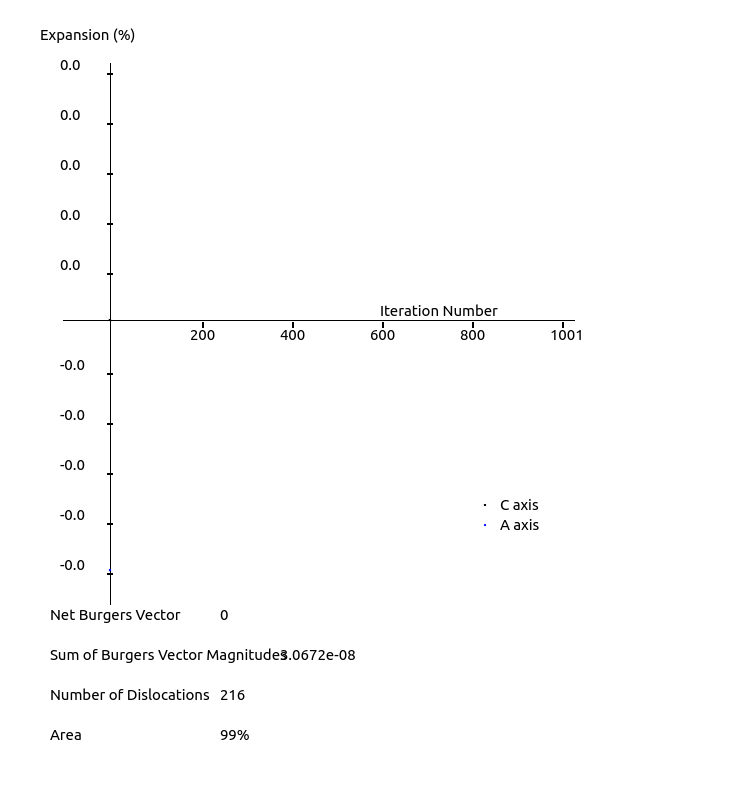 Expansion (%)
0.0
0.0
0.0
0.0
0.0
Iteration Number
200 400 600 800 1001
-0.0
-0.0
-0.0
-0.0
C axis
A axis
-0.0
Net Burgers Vector 0
Sum of Burgers Vector Magnitudes 3.0672e-08
Number of Dislocations 216
Area 99%